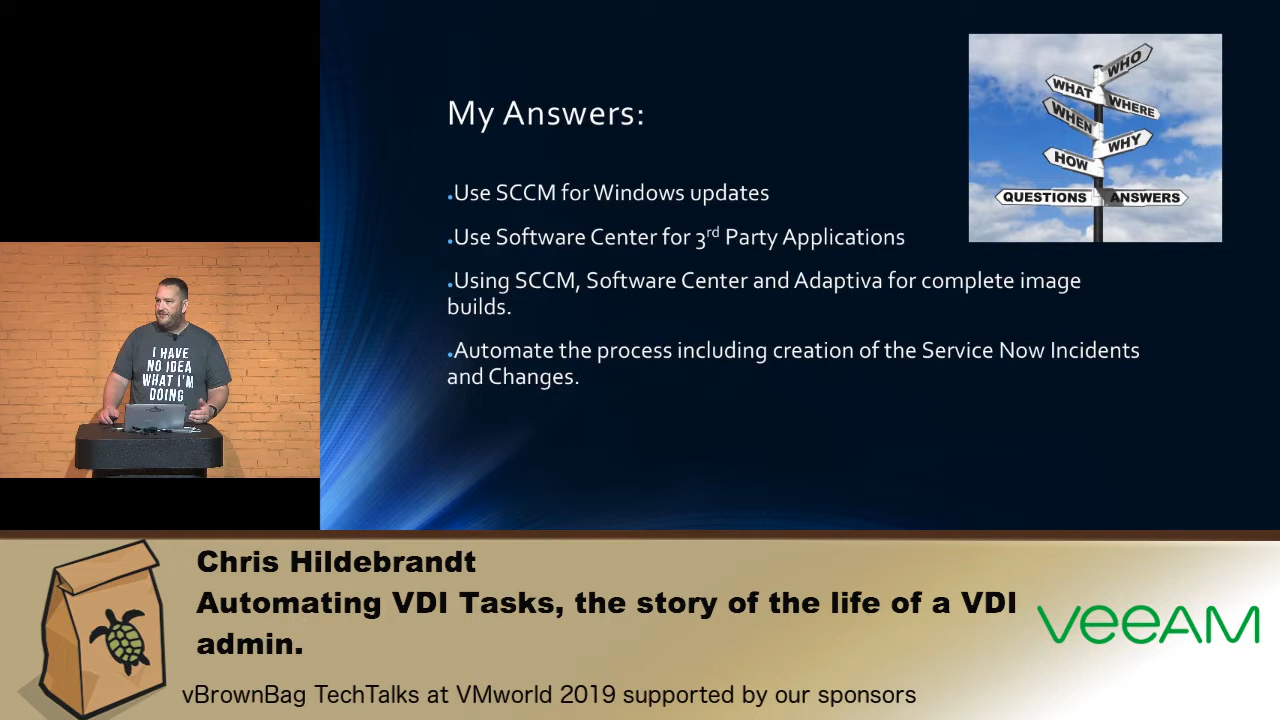 My Answers:
WHO
WHAT
WHERE
WHEN
WHY
HOW
QUESTIONS ANSWERS
.Use SCCM for Windows updates
.Use Software Center for 3rd Party Applications
.Using SCCM, Software Center and Adaptiva for complete image
builds.
.Automate the process including creation of the Service Now Incidents
and Changes.
I HAVE
NO IDEA
WHAT I'M
DOING
Chris Hildebrandt
Automating VDI Tasks, the story of the life of a VDI
admin.
veeAM
vBrownBag TechTalks at VMworld 2019 supported by our sponsors